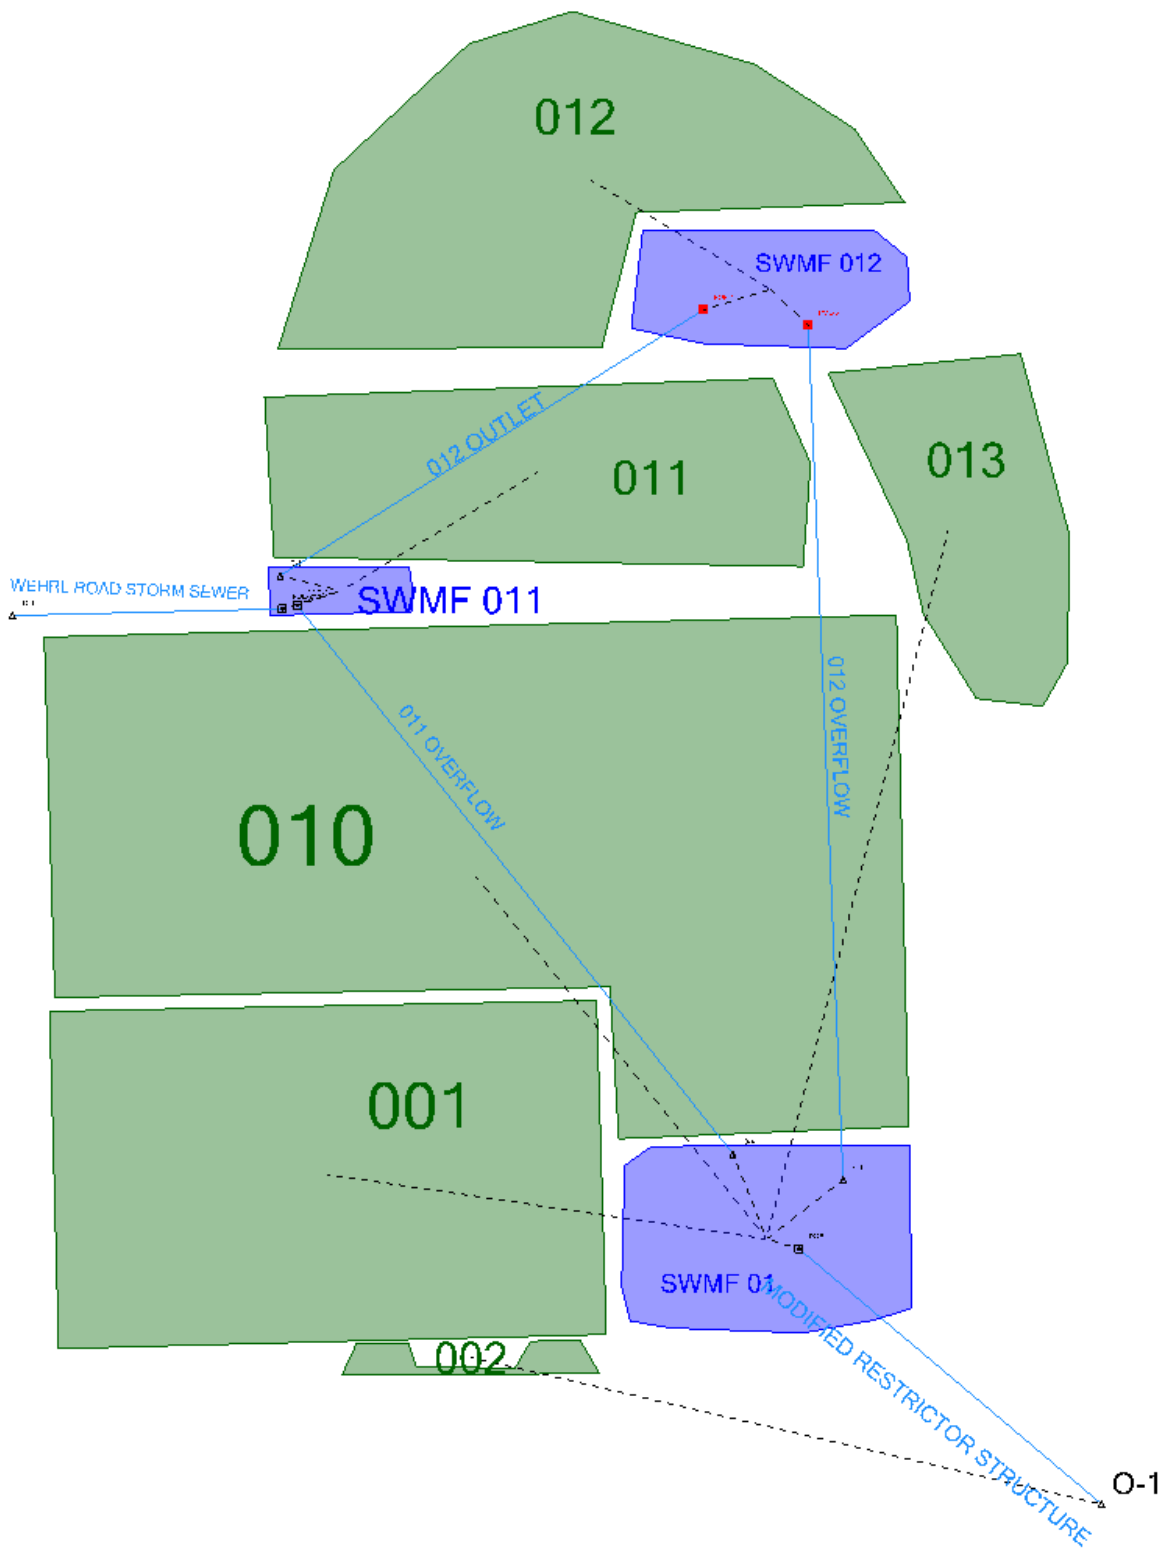 012
SWMF 012
012 OUTLET
011
013
WEHRL ROAD STORM SEWER
SWMF 011
012 OVERFLOW
011 OVERFLOW
010
001
SWMF 01
002
MODIFIED RESTRICTOR STRUCTURE
O-1